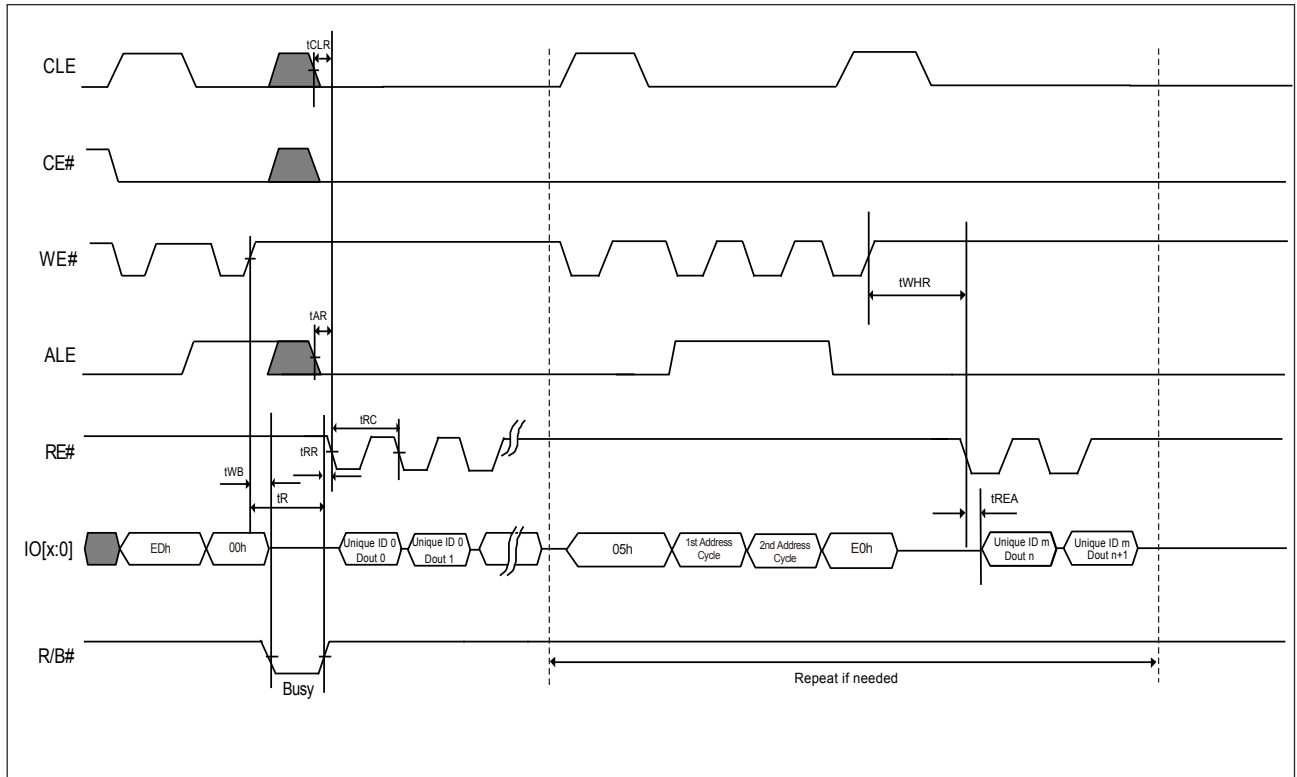 tCLR
CLE
CE#
WE#
tWHR
tAR
ALE
tRC
RE#
tRR
tWB
tR
tREA
IO[x:0]
EDh
00h
Unique ID 0
Dout 0
Unique ID 0
Dout 1
05h
1st Address
Cycle
2nd Address
Cycle
E0h
Unique ID m
Dout n
Unique ID m
Dout n+1
R/B#
Busy
Repeat if needed